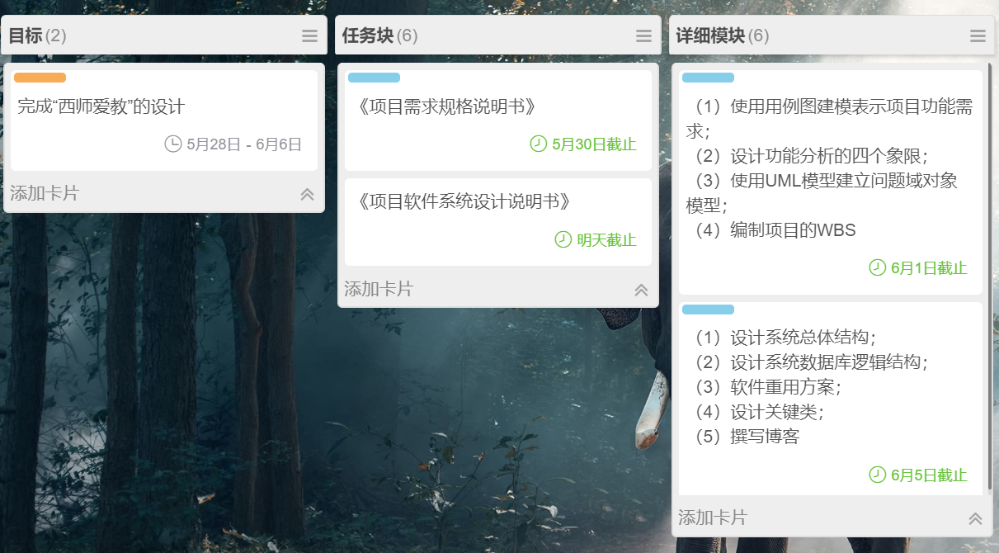 目标(2)
完成“西师爱教”的设计
5月28日 - 6月6日
添加卡片
任务块(6)
《项目需求规格说明书》
5月30日截止
《项目软件系统设计说明书》
明天截止
添加卡片
详细模块(6)
（1）使用用例图建模表示项目功能需
求；
（2）设计功能分析的四个象限；
（3）使用UML模型建立问题域对象
模型；
（4）编制项目的WBS
6月1日截止
（1）设计系统总体结构；
（2）设计系统数据库逻辑结构；
（3）软件重用方案；
（4）设计关键类；
（5）撰写博客
6月5日截止
添加卡片